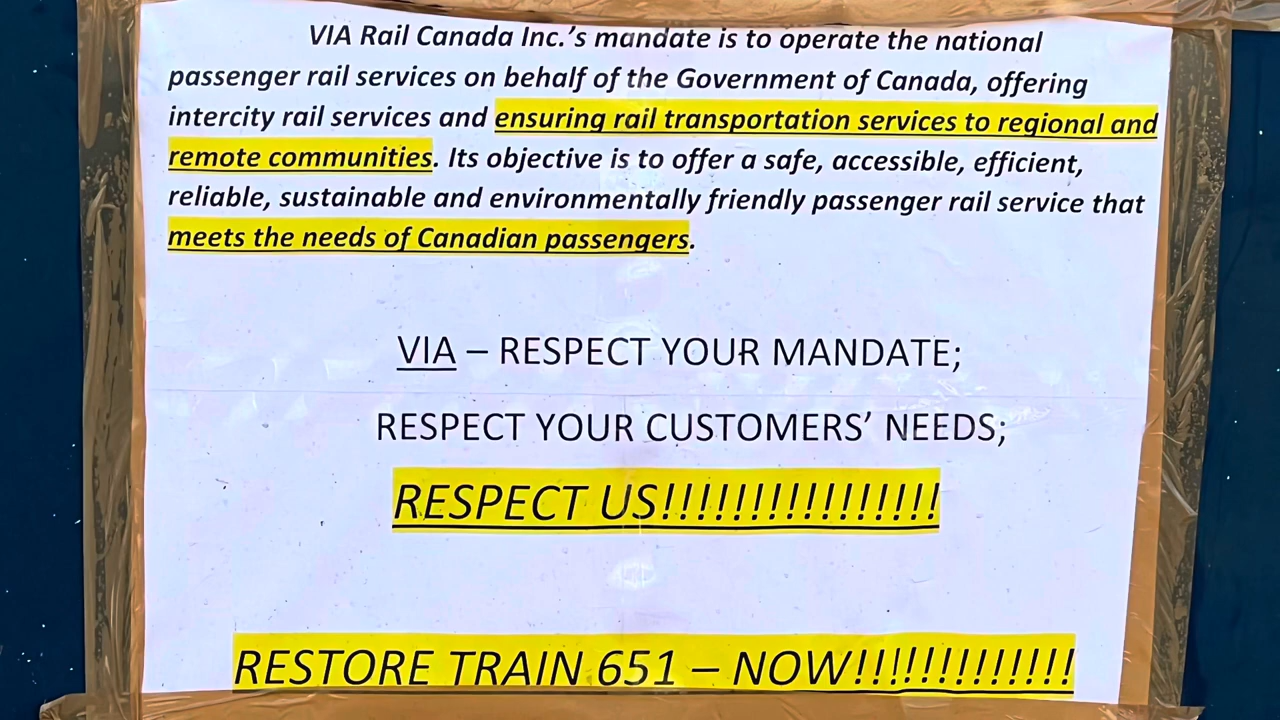 VIA Rail Canada Inc.’s mandate is to operate the national
passenger rail services on behalf of the Government of Canada, offering
intercity rail services and ensuring rail transportation services to regional and
remote communities. Its objective is to offer a safe, accessible, efficient,
reliable, sustainable and environmentally friendly passenger rail service that
meets the needs of Canadian passengers.
VIA – RESPECT YOUR MANDATE;
RESPECT YOUR CUSTOMERS’ NEEDS;
RESPECT US!!!!!!!!!!!!!!!!
RESTORE TRAIN 651 – NOW!!!!!!!!!!!!!